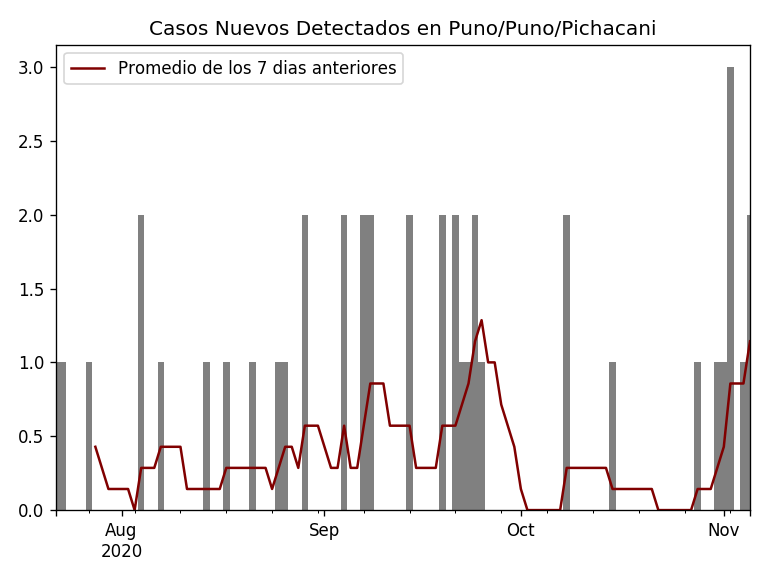 Casos Nuevos Detectados en Puno/Puno/Pichacani
Promedio de los 7 dias anteriores
3.0
2.5
2.0
1.5
1.0
0.5
0.0
Aug Sep Oct Nov
2020